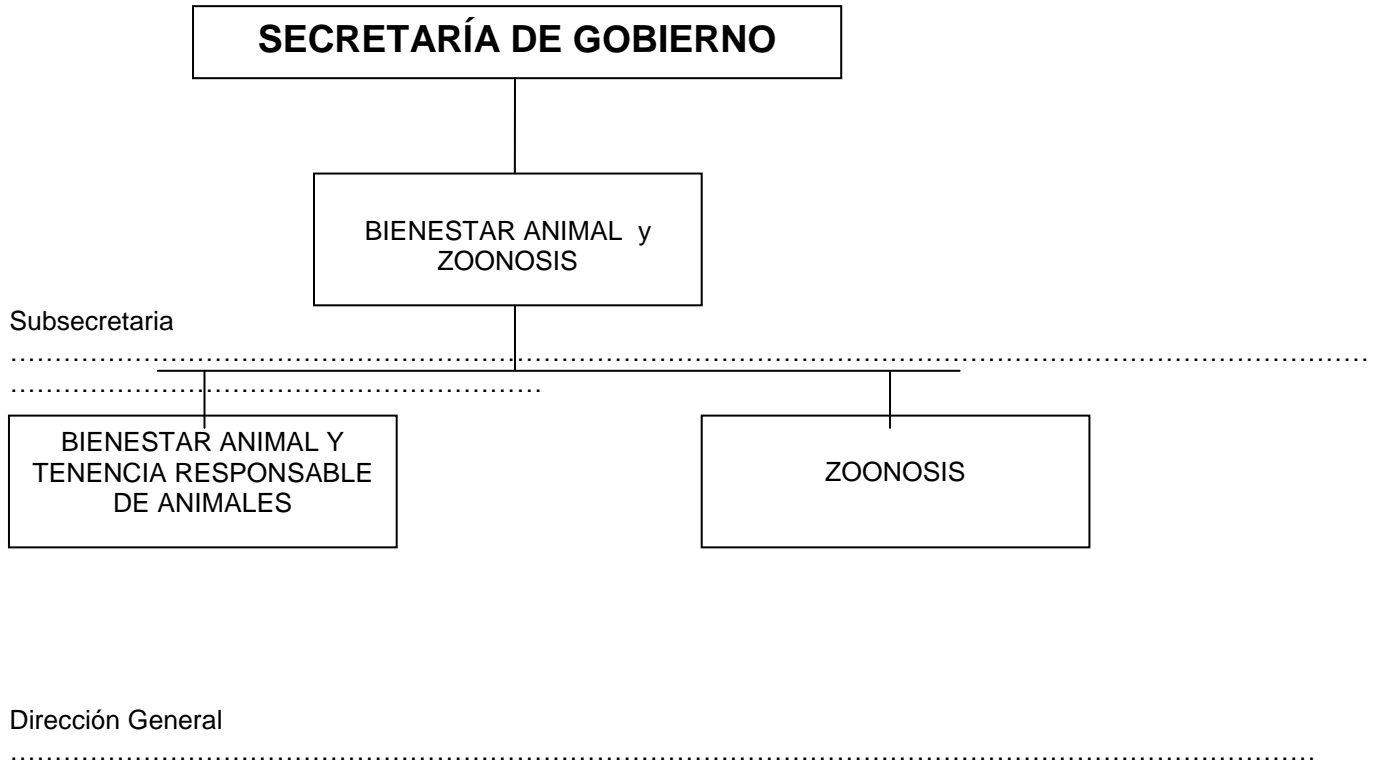 SECRETARÍA DE GOBIERNO
BIENESTAR ANIMAL y
ZOONOSIS
Subsecretaria
………………………………………………………………………………………………………………………………………
……………………………………………………
BIENESTAR ANIMAL Y
TENENCIA RESPONSABLE
DE ANIMALES
ZOONOSIS
Dirección General
…………………………………………………………………………………………………………………………………